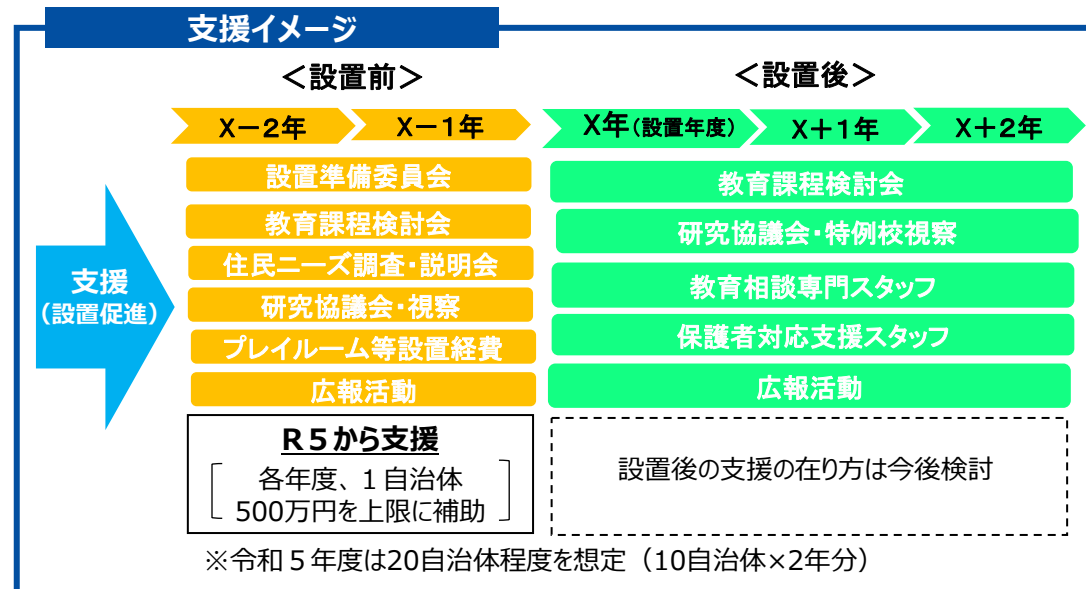 支援イメージ
＜設置前＞
＜設置後＞
X－2年
X－1年
X年(設置年度)
X＋1年
X＋2年
支援
（設置促進）
設置準備委員会
教育課程検討会
住民ニーズ調査・説明会
研究協議会・視察
プレイルーム等設置経費
広報活動
教育課程検討会
研究協議会・特例校視察
教育相談専門スタッフ
保護者対応支援スタッフ
広報活動
R５から支援
各年度、１自治体
500万円を上限に補助
設置後の支援の在り方は今後検討
※令和５年度は20自治体程度を想定（10自治体×2年分）